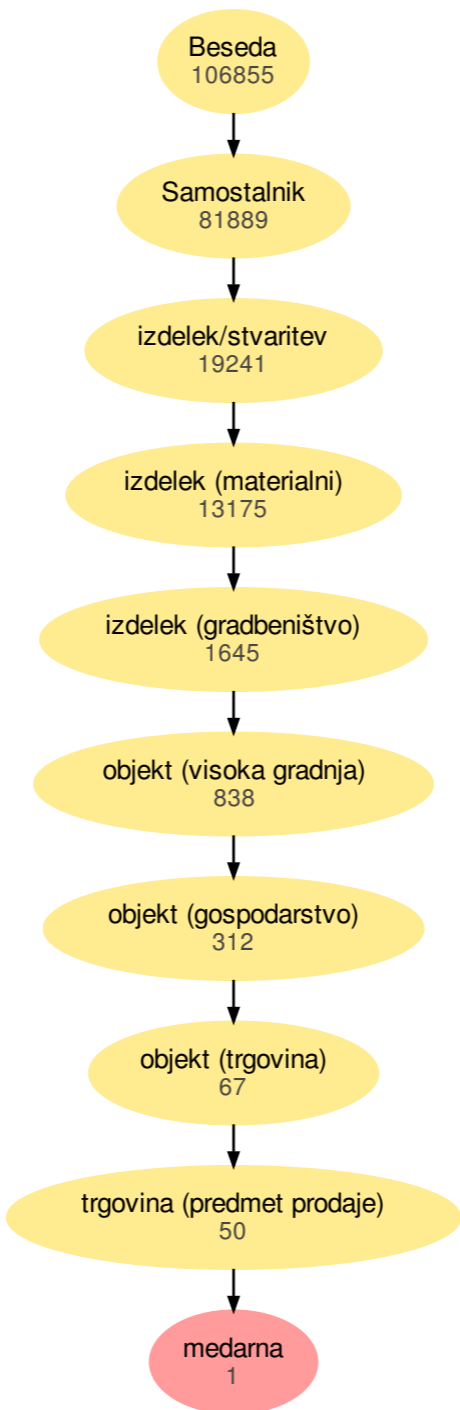 Beseda
106855
Samostalnik
81889
izdelek/stvaritev
19241
izdelek (materialni)
13175
izdelek (gradbeništvo)
1645
objekt (visoka gradnja)
838
objekt (gospodarstvo)
312
objekt (trgovina)
67
trgovina (predmet prodaje)
50
medarna
1